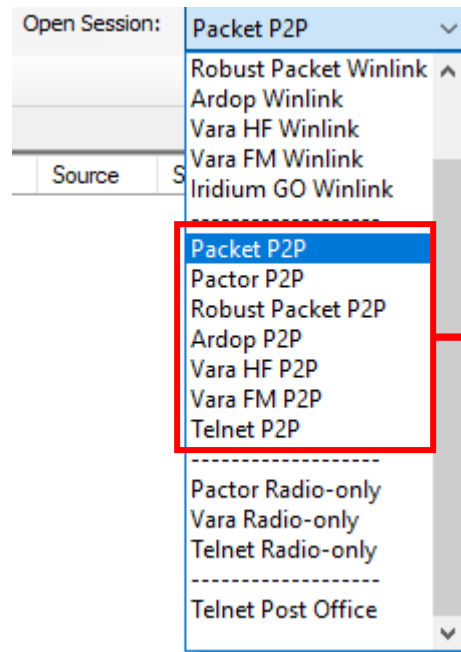 Open Session: Packet P2P
Robust Packet Winlink
Ardop Winlink
Vara HF Winlink
Vara FM Winlink
Source S
Iridium GO Winlink
--------------------
Packet P2P
Pactor P2P
Robust Packet P2P
Ardop P2P
Vara HF P2P
Vara FM P2P
Telnet P2P
--------------------
Pactor Radio-only
Vara Radio-only
Telnet Radio-only
--------------------
Telnet Post Office